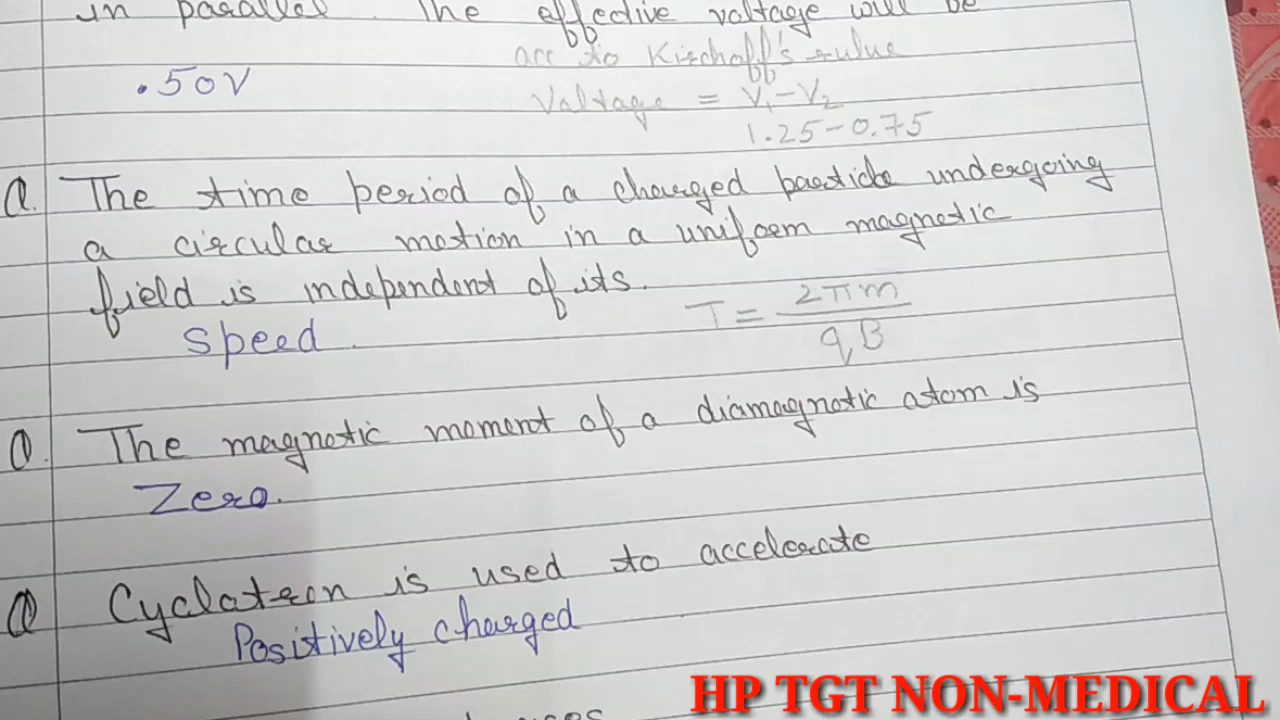 in parallel. The effective voltage will be
acc to Kirchoff's rulue
.50V
Voltage = V₁-V₂
1.25-0.75
Q. The time period of a charged particle undergoing
a circular motion in a uniform magnetic
field is independent of its.
T = 2πm / qB
Speed.
Q. The magnetic moment of a diamagnetic atom is
Zero.
Q Cyclatron is used to accelerate
Positively charged
HP TGT NON-MEDICAL